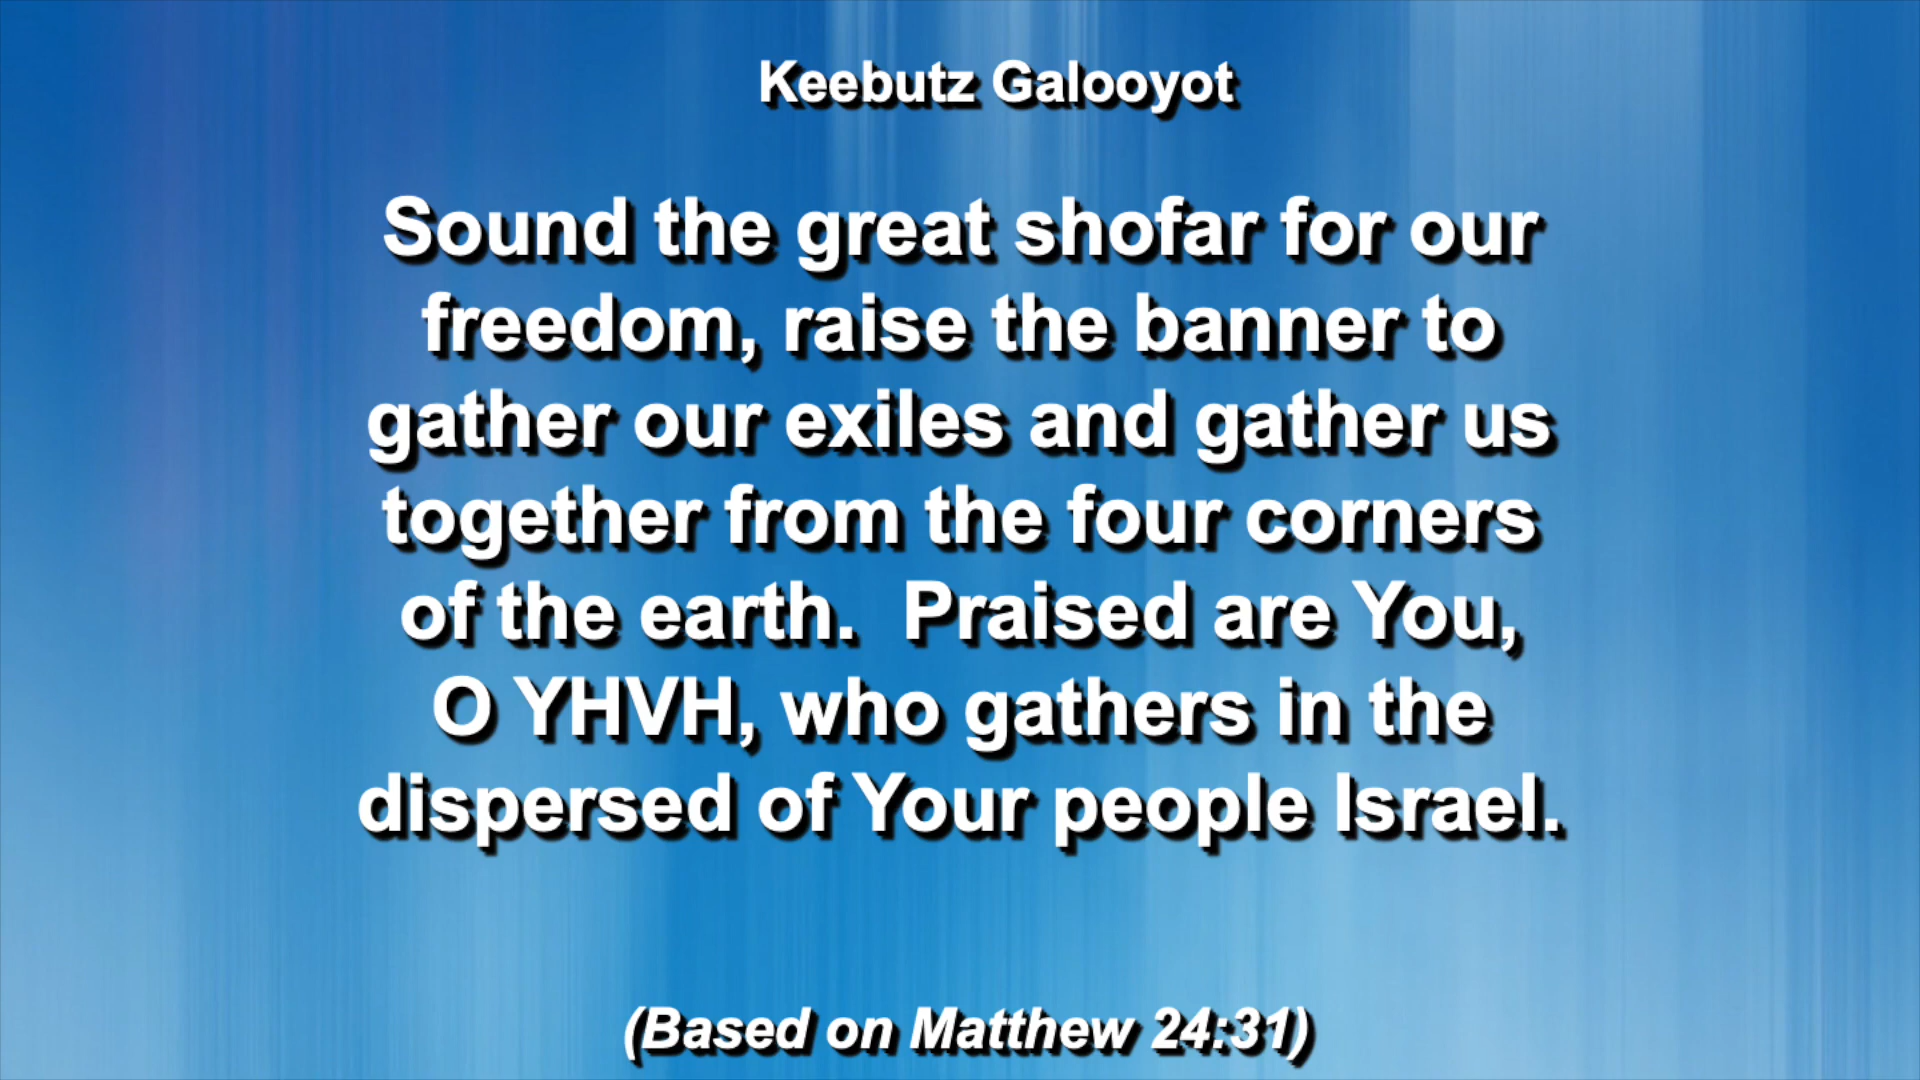 Keebutz Galooyot
Sound the great shofar for our
freedom, raise the banner to
gather our exiles and gather us
together from the four corners
of the earth.  Praised are You,
O YHVH, who gathers in the
dispersed of Your people Israel.
(Based on Matthew 24:31)